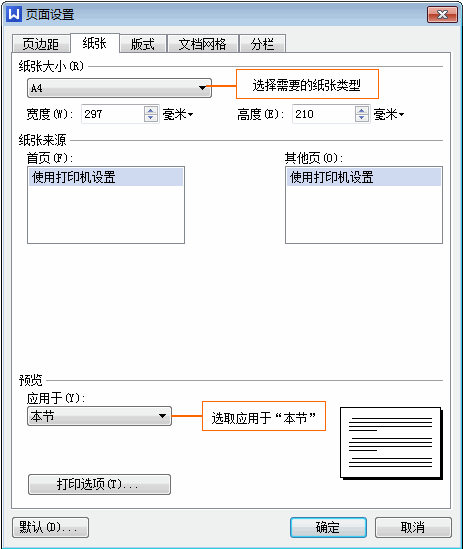 页面设置
页边距 纸张 版式 文档网格 分栏
纸张大小(R)
A4
选择需要的纸张类型
宽度(W): 297 毫米 高度(E): 210 毫米
纸张来源
首页(F): 其他页(O):
使用打印机设置 使用打印机设置
预览
应用于(Y):
本节
选取应用于“本节”
打印选项(T)...
默认(D)... 确定 取消